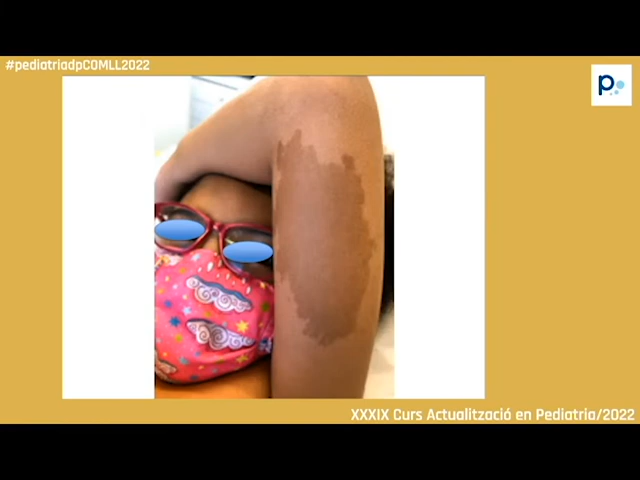 #pediatriadpCOMLL2022
p
XXXIX Curs Actualització en Pediatria/2022